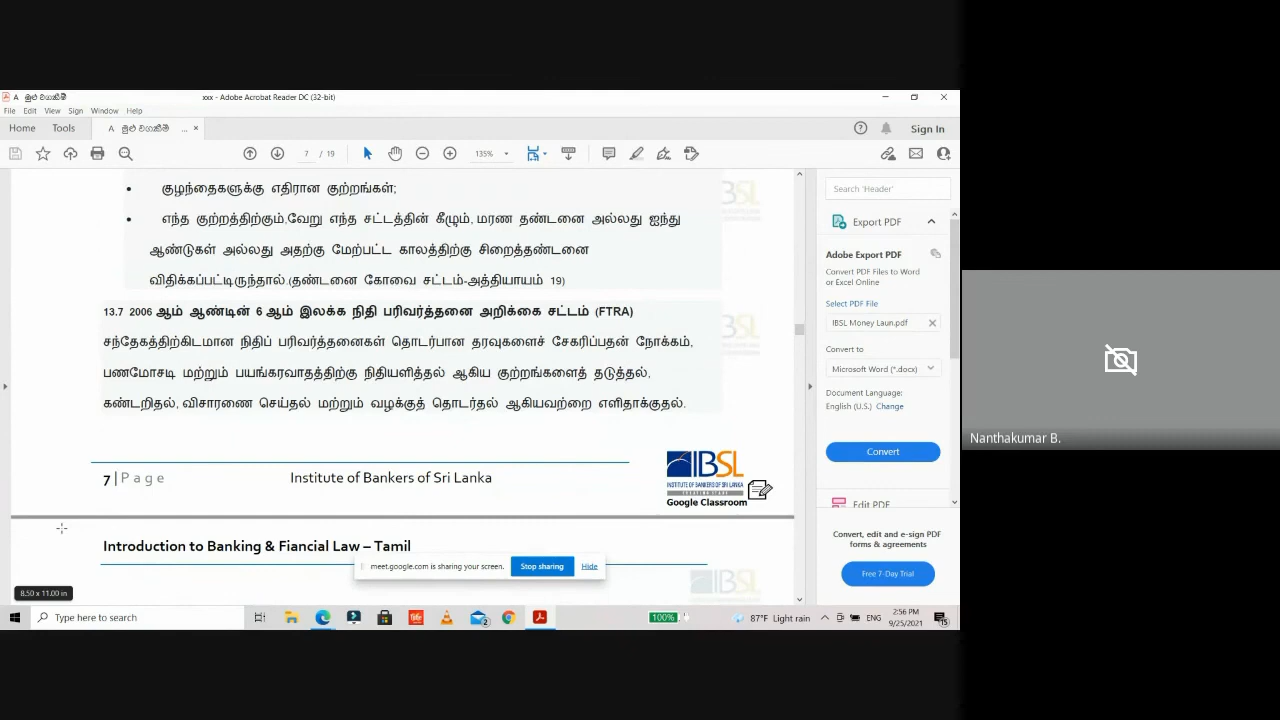 A මුළු වගකීම් xxx - Adobe Acrobat Reader DC (32-bit)
File Edit View Sign Window Help
Home Tools A මුළු වගකීම් ... × Sign In
7 / 19 135%
குழந்தைகளுக்கு எதிரான குற்றங்கள்;
எந்த குற்றத்திற்கும்,வேறு எந்த சட்டத்தின் கீழும், மரண தண்டனை அல்லது ஐந்து
ஆண்டுகள் அல்லது அதற்கு மேற்பட்ட காலத்திற்கு சிறைத்தண்டனை
விதிக்கப்பட்டிருந்தால்.(தண்டனை கோவை சட்டம்-அத்தியாயம் 19)
13.7 2006 ஆம் ஆண்டின் 6 ஆம் இலக்க நிதி பரிவர்த்தனை அறிக்கை சட்டம் (FTRA)
சந்தேகத்திற்கிடமான நிதிப் பரிவர்த்தனைகள் தொடர்பான தரவுகளைச் சேகரிப்பதன் நோக்கம்,
பணமோசடி மற்றும் பயங்கரவாதத்திற்கு நிதியளித்தல் ஆகிய குற்றங்களைத் தடுத்தல்,
கண்டறிதல், விசாரணை செய்தல் மற்றும் வழக்குத் தொடர்தல் ஆகியவற்றை எளிதாக்குதல்.
7 | Page Institute of Bankers of Sri Lanka
IBSL
INSTITUTE OF BANKERS OF SRI LANKA
Google Classroom
Introduction to Banking & Fiancial Law – Tamil
meet.google.com is sharing your screen. Stop sharing Hide
8.50 x 11.00 in
Search 'Header'
Export PDF
Adobe Export PDF
Convert PDF Files to Word
or Excel Online
Select PDF File
IBSL Money Laun.pdf
Convert to
Microsoft Word (*.docx)
Document Language:
English (U.S.) Change
Convert
Edit PDF
Convert, edit and e-sign PDF
forms & agreements
Free 7-Day Trial
Type here to search 100% 87°F Light rain ENG 2:56 PM
9/25/2021
Nanthakumar B.